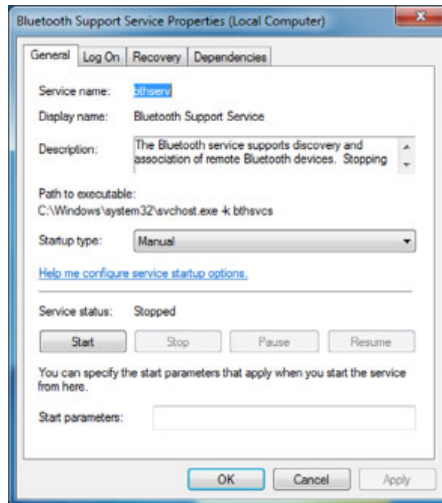 Bluetooth Support Service Properties (Local Computer)
General Log On Recovery Dependencies
Service name: bthserv
Display name: Bluetooth Support Service
Description: The Bluetooth service supports discovery and
association of remote Bluetooth devices. Stopping
Path to executable:
C:\Windows\system32\svchost.exe -k bthsvcs
Startup type: Manual
Help me configure service startup options.
Service status: Stopped
Start Stop Pause Resume
You can specify the start parameters that apply when you start the service
from here.
Start parameters:
OK Cancel Apply